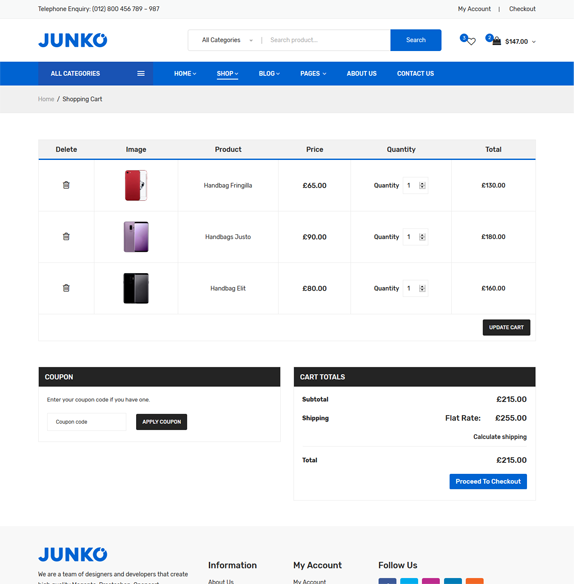 Telephone Enquiry: (012) 800 456 789 – 987
My Account | Checkout
JUNKO
All Categories | Search product... Search
3
2 $147.00
ALL CATEGORIES HOME SHOP BLOG PAGES ABOUT US CONTACT US
Home / Shopping Cart
Delete Image Product Price Quantity Total
Handbag Fringilla £65.00 Quantity 1 £130.00
Handbags Justo £90.00 Quantity 1 £180.00
Handbag Elit £80.00 Quantity 1 £160.00
UPDATE CART
COUPON
Enter your coupon code if you have one.
Coupon code APPLY COUPON
CART TOTALS
Subtotal £215.00
Shipping Flat Rate: £255.00
Calculate shipping
Total £215.00
Proceed To Checkout
JUNKO
We are a team of designers and developers that create
Information
About Us
My Account
My Account
Follow Us